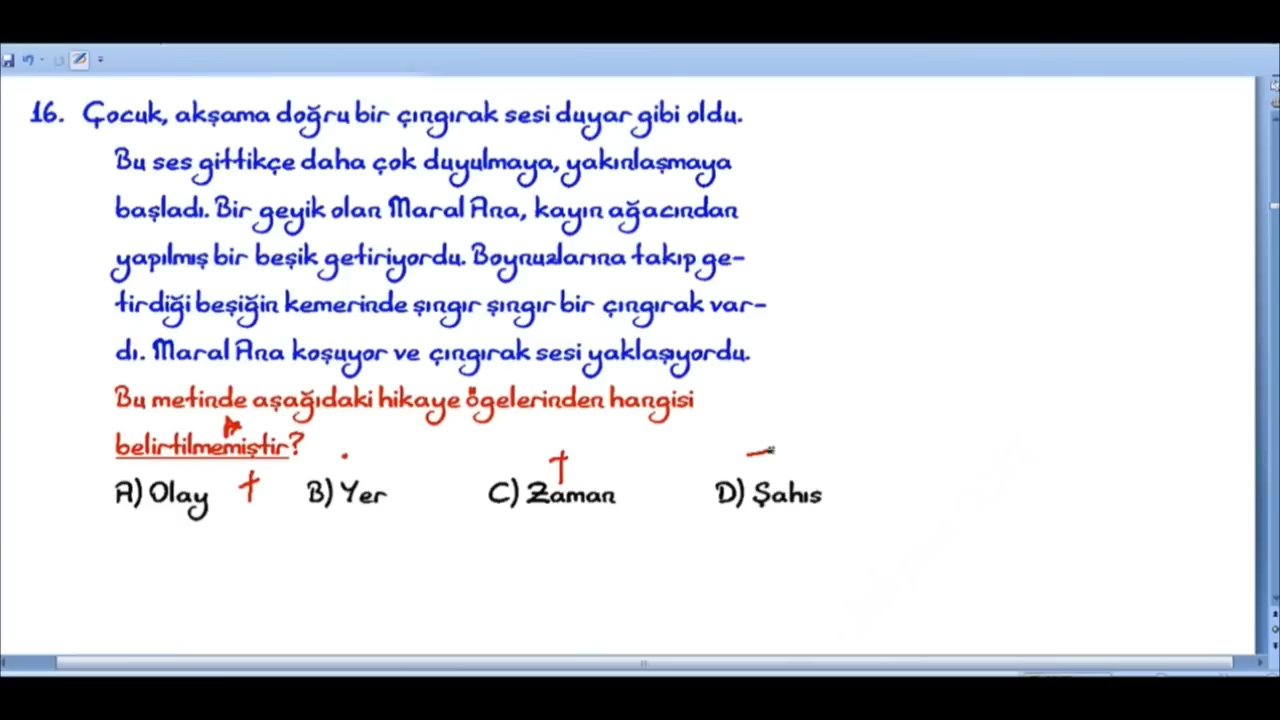 16. Çocuk, akşama doğru bir çıngırak sesi duyar gibi oldu.
Bu ses gittikçe daha çok duyulmaya, yakınlaşmaya
başladı. Bir geyik olan Maral Ana, kayın ağacından
yapılmış bir beşik getiriyordu. Boynuzlarına takıp ge-
tirdiği beşiğin kemerinde şıngır şıngır bir çıngırak var-
dı. Maral Ana koşuyor ve çıngırak sesi yaklaşıyordu.
Bu metinde aşağıdaki hikaye ögelerinden hangisi
belirtilmemiştir?
A) Olay B) Yer C) Zaman D) Şahıs